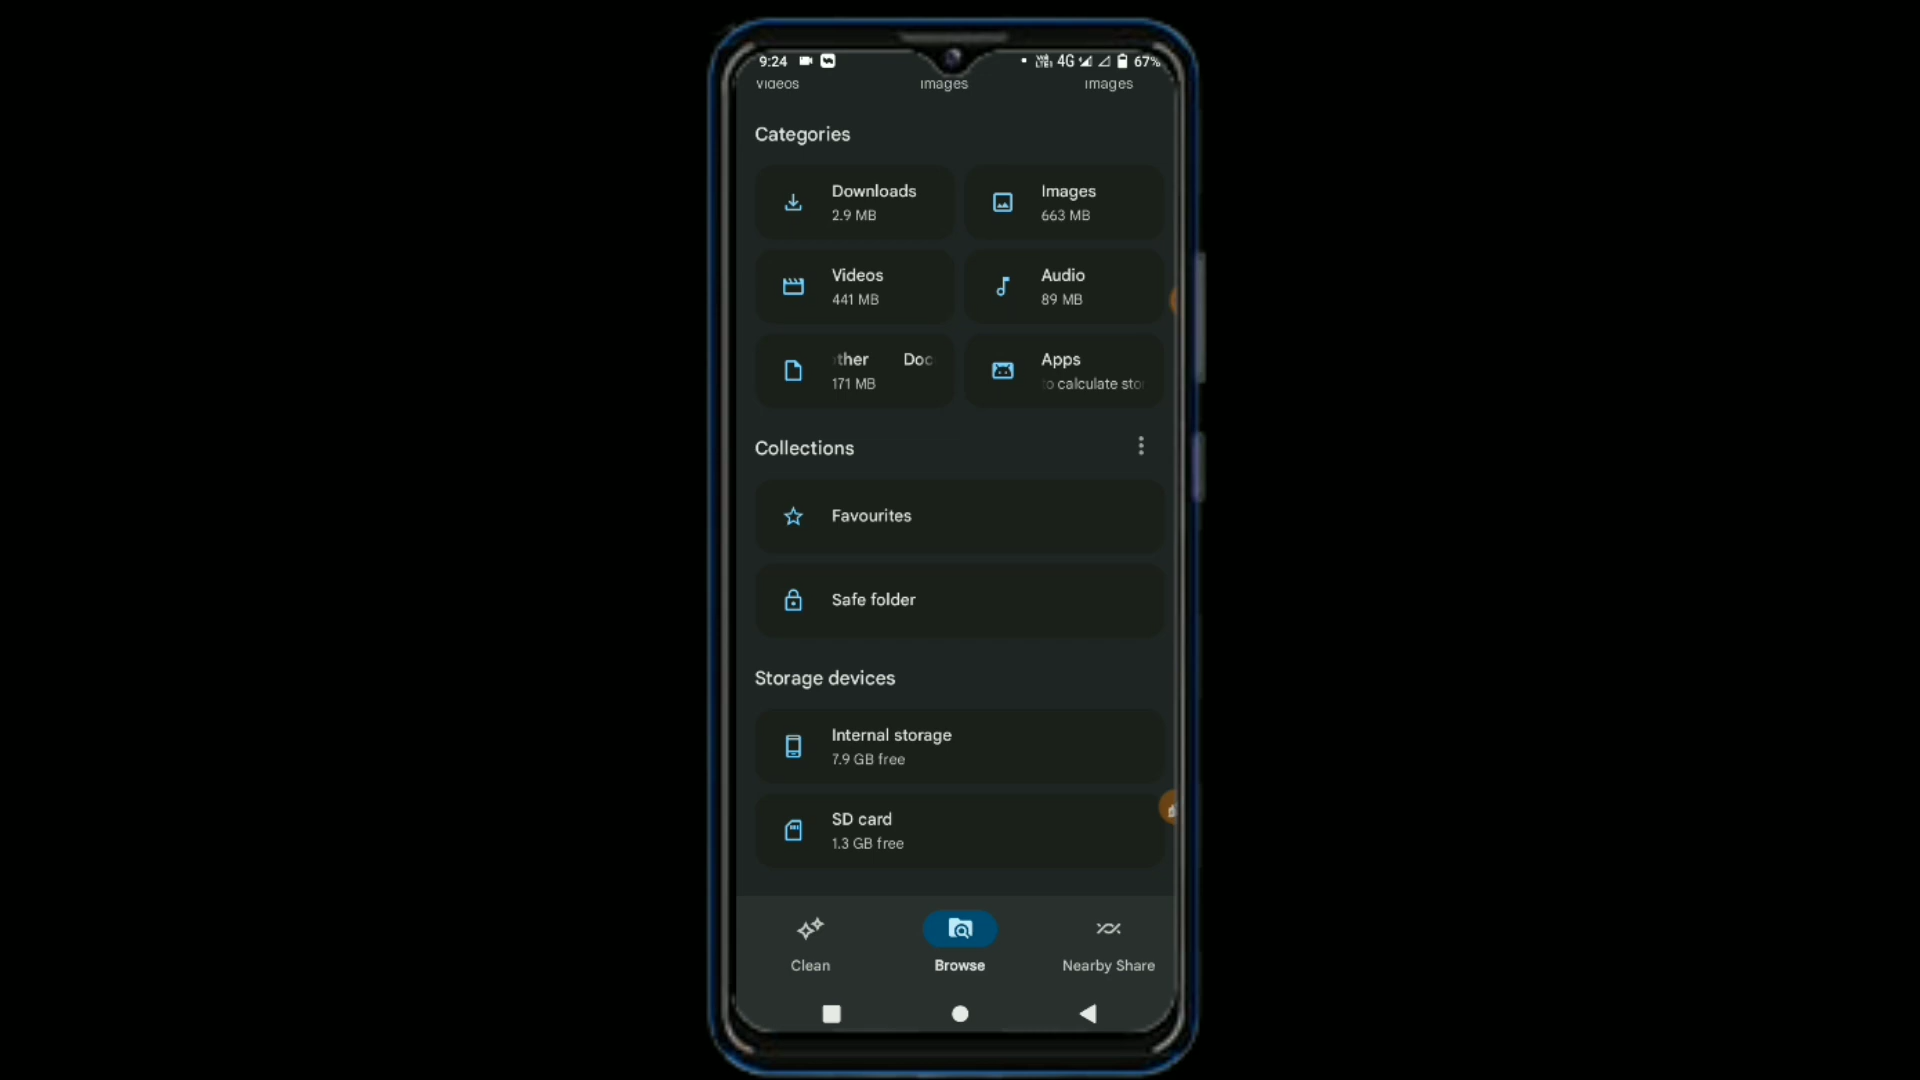 9:24 VoLTE 4G 67%
Videos Images Images
Categories
Downloads
2.9 MB
Images
663 MB
Videos
441 MB
Audio
89 MB
ther Doc
171 MB
Apps
o calculate sto
Collections
Favourites
Safe folder
Storage devices
Internal storage
7.9 GB free
SD card
1.3 GB free
Clean Browse Nearby Share